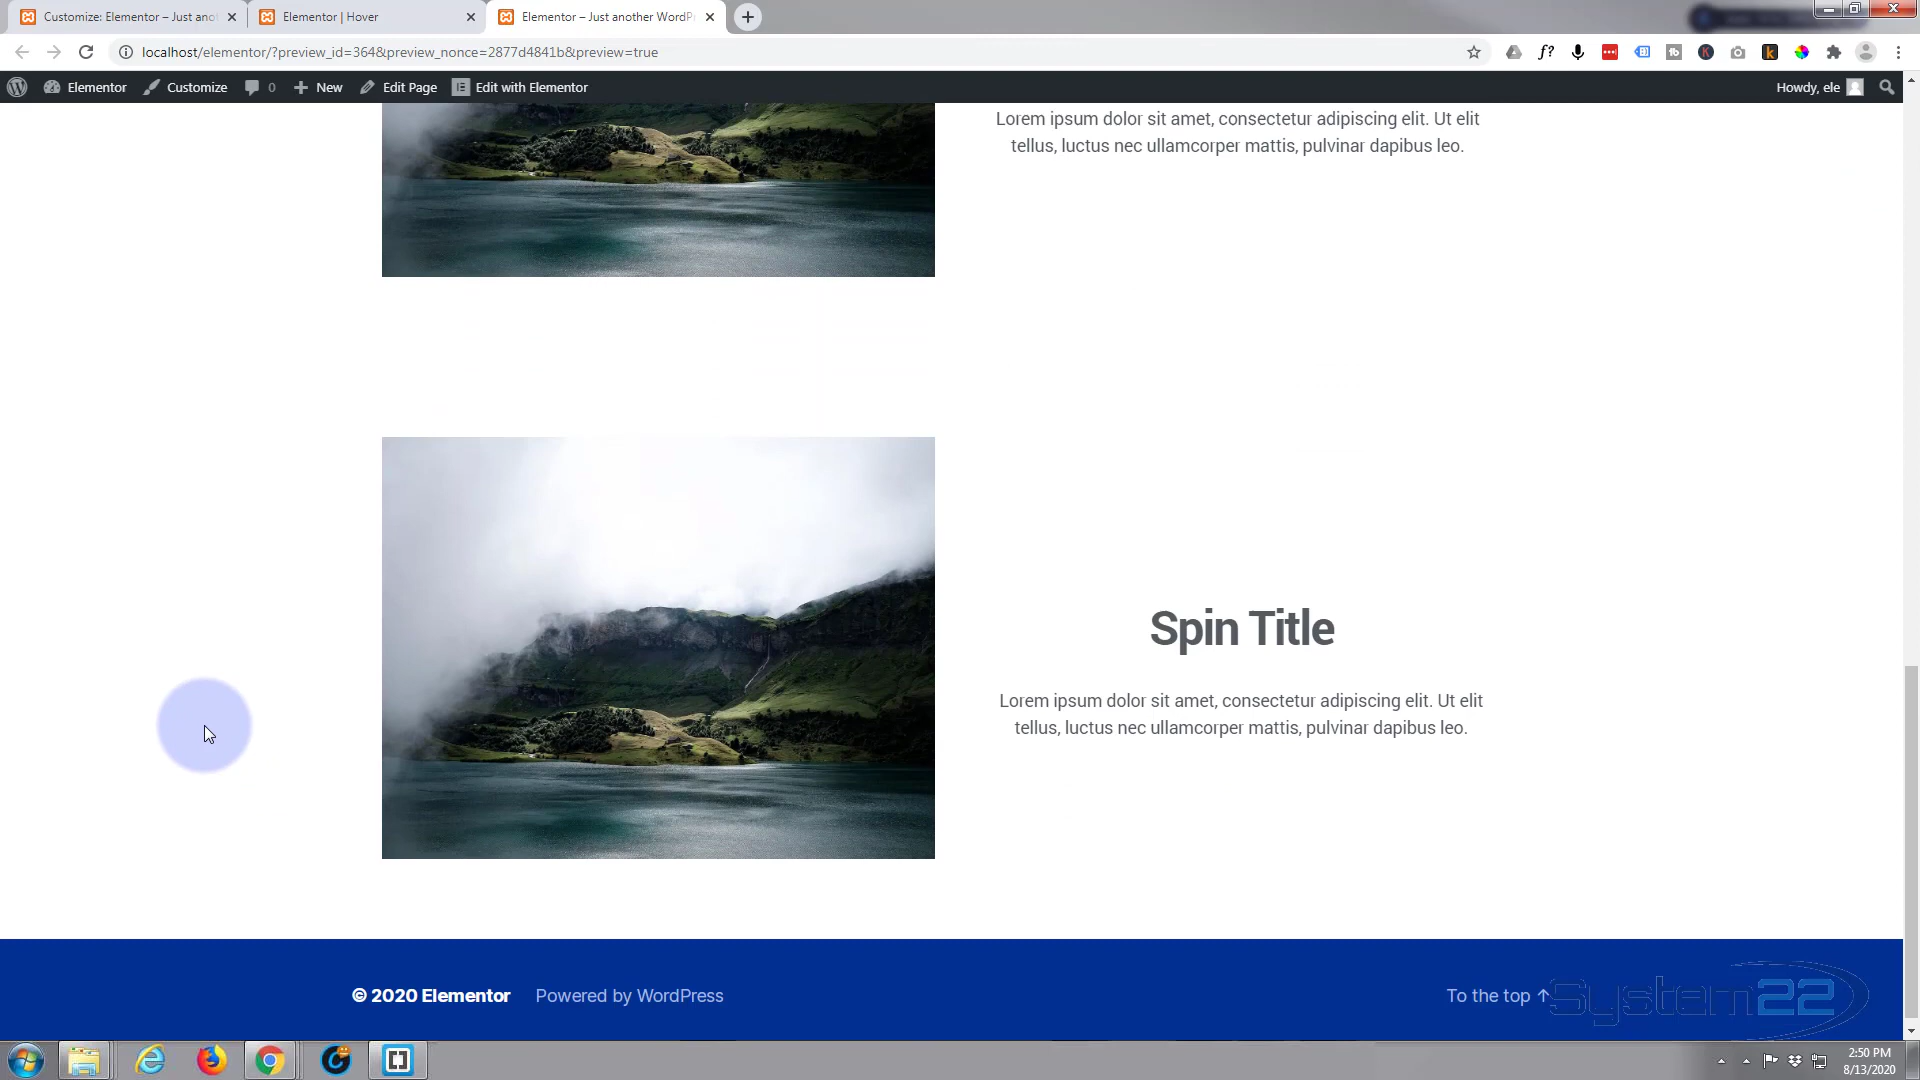 Customize: Elementor – Just anot
Elementor | Hover
Elementor – Just another WordPr
localhost/elementor/?preview_id=364&preview_nonce=2877d4841b&preview=true
Elementor
Customize
0
New
Edit Page
Edit with Elementor
Howdy, ele
Lorem ipsum dolor sit amet, consectetur adipiscing elit. Ut elit
tellus, luctus nec ullamcorper mattis, pulvinar dapibus leo.
Spin Title
Lorem ipsum dolor sit amet, consectetur adipiscing elit. Ut elit
tellus, luctus nec ullamcorper mattis, pulvinar dapibus leo.
© 2020 Elementor
Powered by WordPress
To the top ↑
System22
2:50 PM
8/13/2020